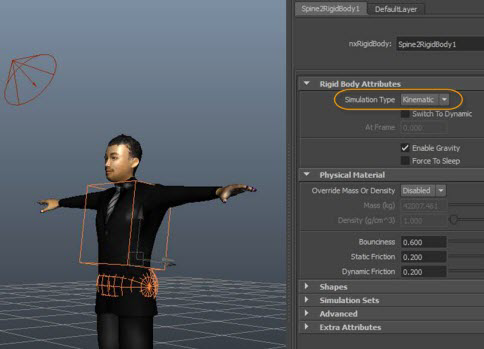 Spine2RigidBody1 DefaultLayer
nxRigidBody: Spine2RigidBody1
Rigid Body Attributes
Simulation Type Kinematic
Switch To Dynamic
At Frame 0.000
Enable Gravity
Force To Sleep
Physical Material
Override Mass Or Density Disabled
Mass (kg) 42007.461
Density (g/cm^3) 1.000
Bounciness 0.600
Static Friction 0.200
Dynamic Friction 0.200
Shapes
Simulation Sets
Advanced
Extra Attributes